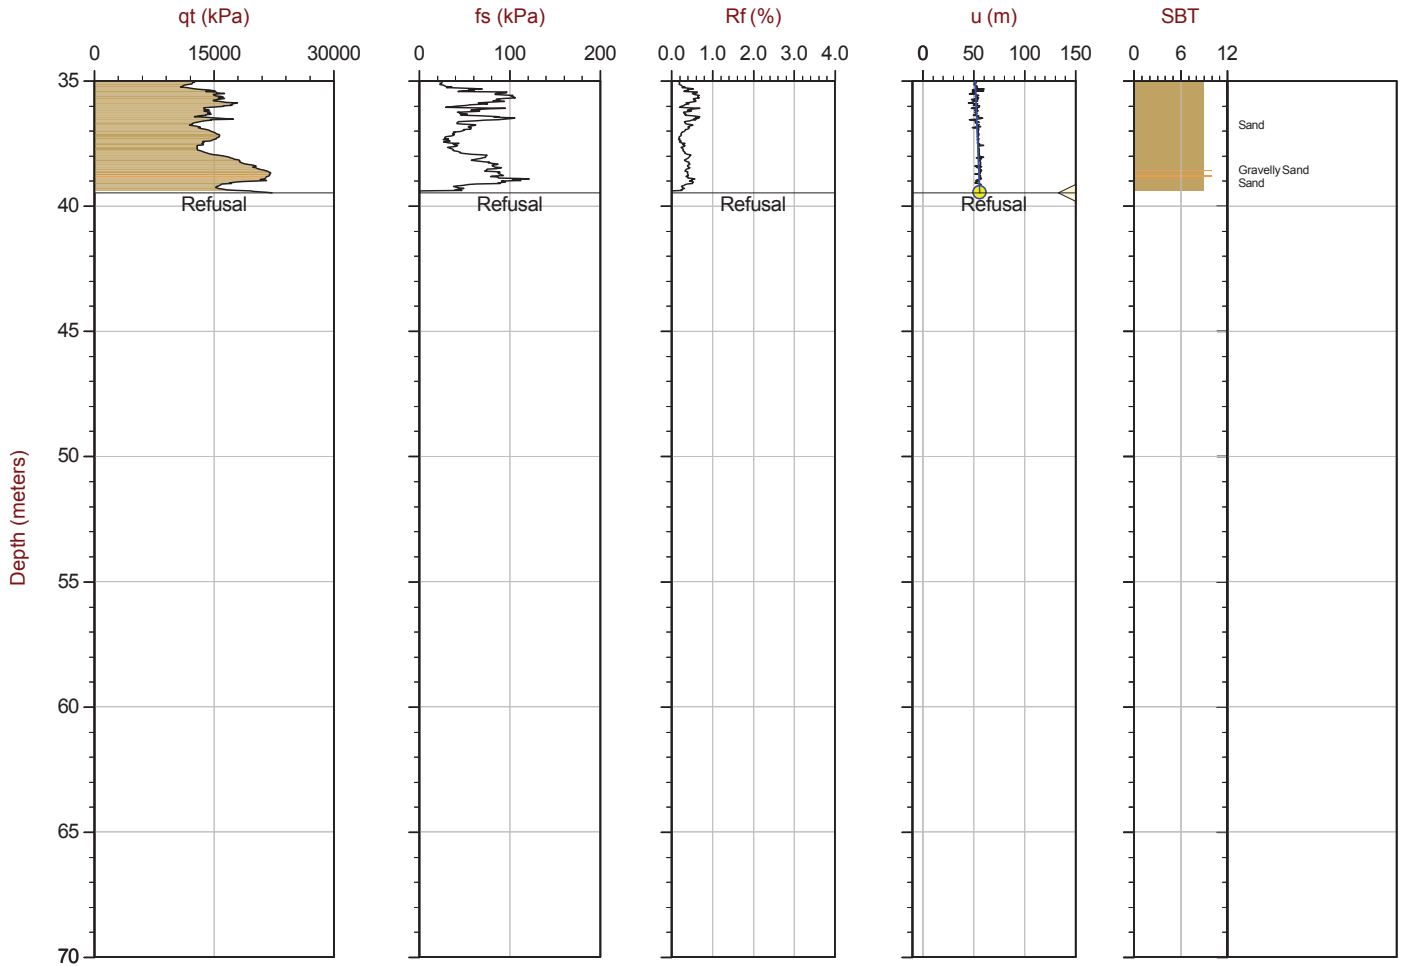 qt (kPa) fs (kPa) Rf (%) u (m) SBT
0 15000 30000 0 100 200 0.0 1.0 2.0 3.0 4.0 0 50 100 150 0 6 12
35
Sand
Gravelly Sand
Sand
Refusal Refusal Refusal Refusal
40
45
50
55
60
65
70
Depth (meters)